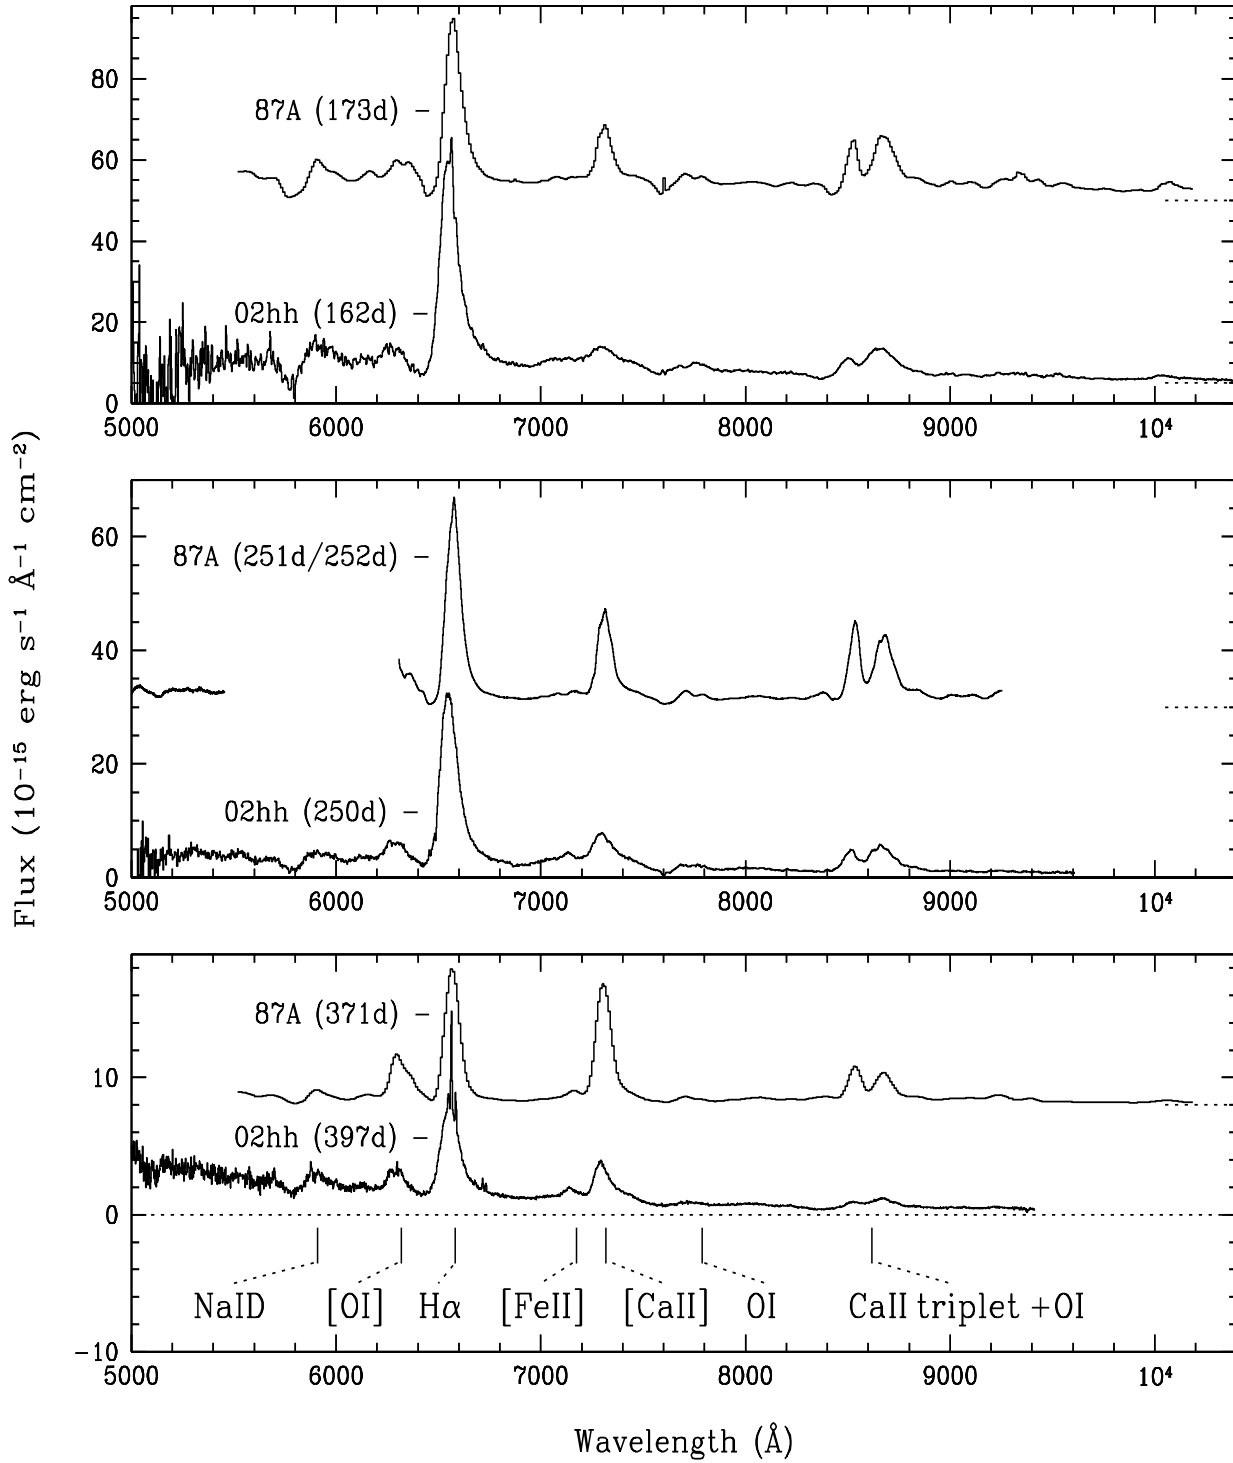 80
60
40
20
0
87A (173d)
02hh (162d)
5000 6000 7000 8000 9000 10⁴
Flux (10⁻¹⁵ erg s⁻¹ Å⁻¹ cm⁻²)
60
40
20
0
87A (251d/252d)
02hh (250d)
5000 6000 7000 8000 9000 10⁴
10
0
−10
87A (371d)
02hh (397d)
NaID [OI] Hα [FeII] [CaII] OI CaII triplet +OI
5000 6000 7000 8000 9000 10⁴
Wavelength (Å)